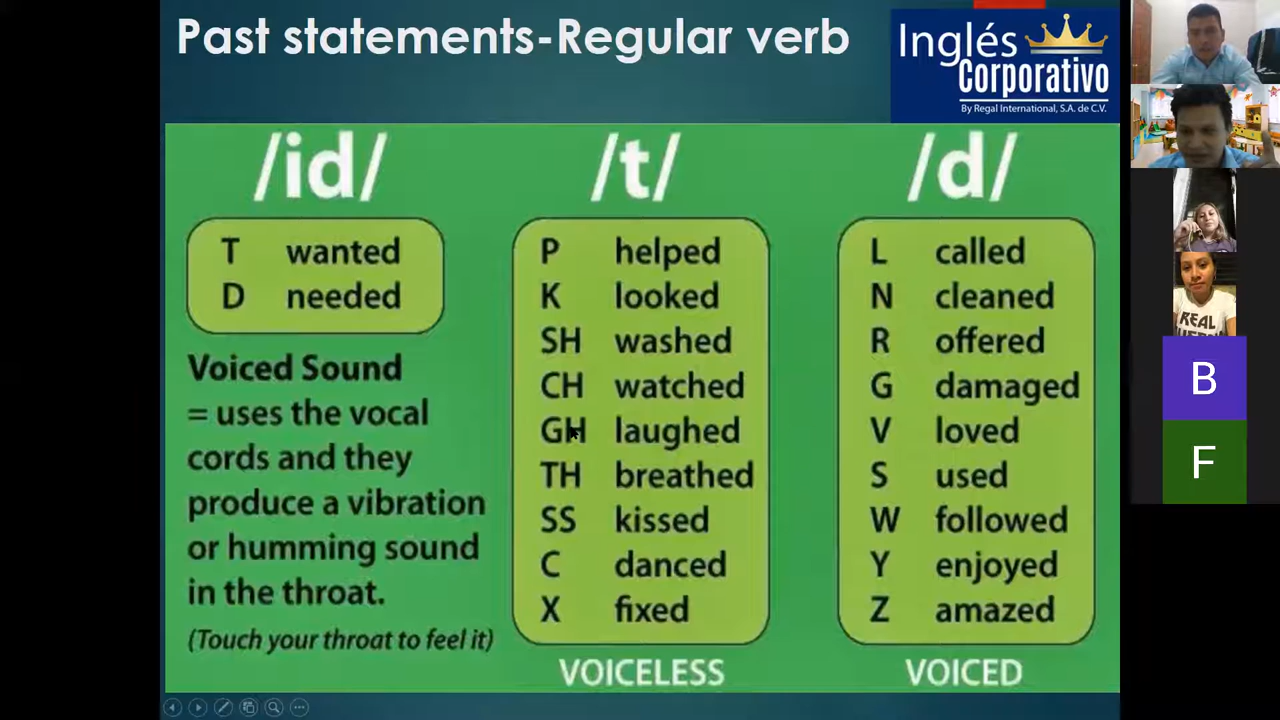 Past statements-Regular verb
Inglés
Corporativo
By Regal International, S.A. de C.V.
/id/
T wanted
D needed
Voiced Sound
= uses the vocal
cords and they
produce a vibration
or humming sound
in the throat.
(Touch your throat to feel it)
/t/
P helped
K looked
SH washed
CH watched
GH laughed
TH breathed
SS kissed
C danced
X fixed
VOICELESS
/d/
L called
N cleaned
R offered
G damaged
V loved
S used
W followed
Y enjoyed
Z amazed
VOICED
REAL
B
F